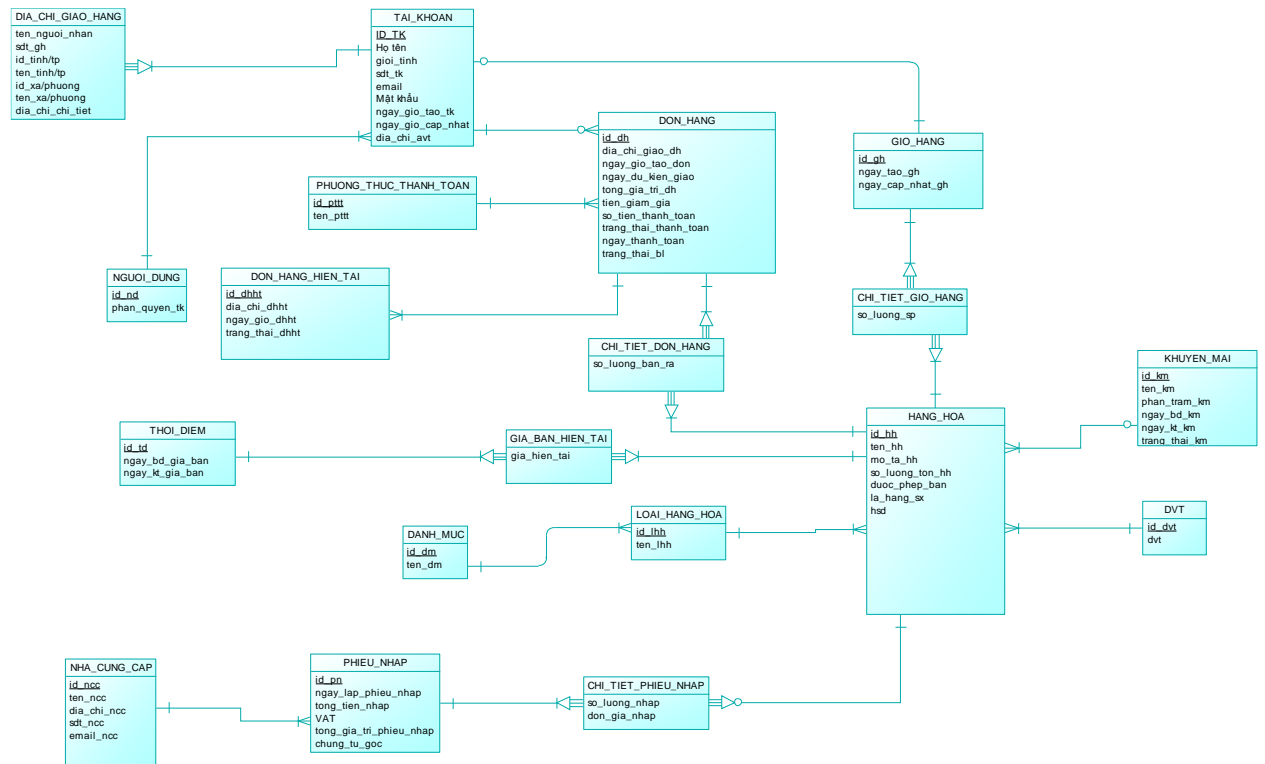 DIA_CHI_GIAO_HANG
ten_nguoi_nhan
sdt_gh
id_tinh/tp
ten_tinh/tp
id_xa/phuong
ten_xa/phuong
dia_chi_chi_tiet
TAI_KHOAN
ID_TK
Họ tên
gioi_tinh
sdt_tk
email
Mật khẩu
ngay_gio_tao_tk
ngay_gio_cap_nhat
dia_chi_avt
DON_HANG
id_dh
dia_chi_giao_dh
ngay_gio_tao_don
ngay_du_kien_giao
tong_gia_tri_dh
tien_giam_gia
so_tien_thanh_toan
trang_thai_thanh_toan
ngay_thanh_toan
trang_thai_bl
GIO_HANG
id_gh
ngay_tao_gh
ngay_cap_nhat_gh
PHUONG_THUC_THANH_TOAN
id_pttt
ten_pttt
NGUOI_DUNG
id_nd
phan_quyen_tk
DON_HANG_HIEN_TAI
id_dhht
dia_chi_dhht
ngay_gio_dhht
trang_thai_dhht
CHI_TIET_GIO_HANG
so_luong_sp
CHI_TIET_DON_HANG
so_luong_ban_ra
KHUYEN_MAI
id_km
ten_km
phan_tram_km
ngay_bd_km
ngay_kt_km
trang_thai_km
HANG_HOA
id_hh
ten_hh
mo_ta_hh
so_luong_ton_hh
duoc_phep_ban
la_hang_sx
hsd
THOI_DIEM
id_td
ngay_bd_gia_ban
ngay_kt_gia_ban
GIA_BAN_HIEN_TAI
gia_hien_tai
LOAI_HANG_HOA
id_lhh
ten_lhh
DVT
id_dvt
dvt
DANH_MUC
id_dm
ten_dm
NHA_CUNG_CAP
id_ncc
ten_ncc
dia_chi_ncc
sdt_ncc
email_ncc
PHIEU_NHAP
id_pn
ngay_lap_phieu_nhap
tong_tien_nhap
VAT
tong_gia_tri_phieu_nhap
chung_tu_goc
CHI_TIET_PHIEU_NHAP
so_luong_nhap
don_gia_nhap